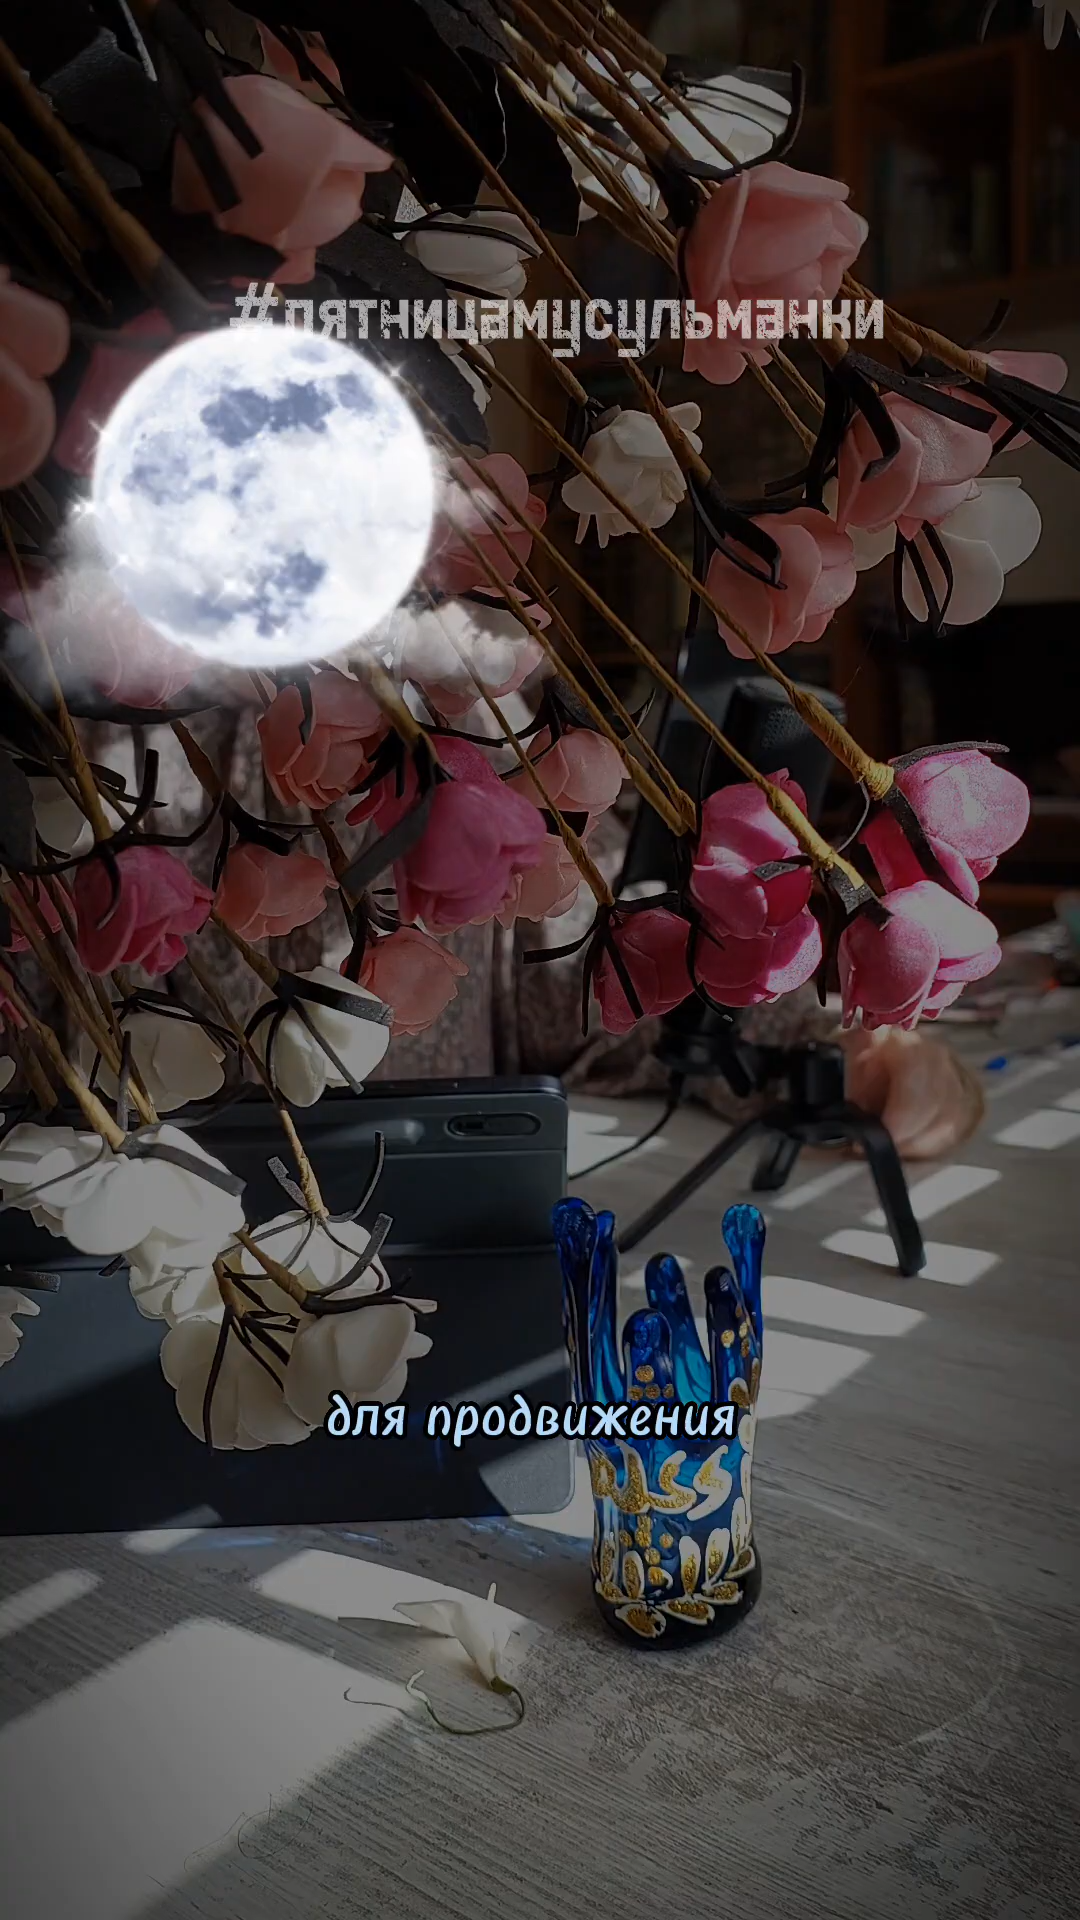 #пятницамусульманки
для продвижения